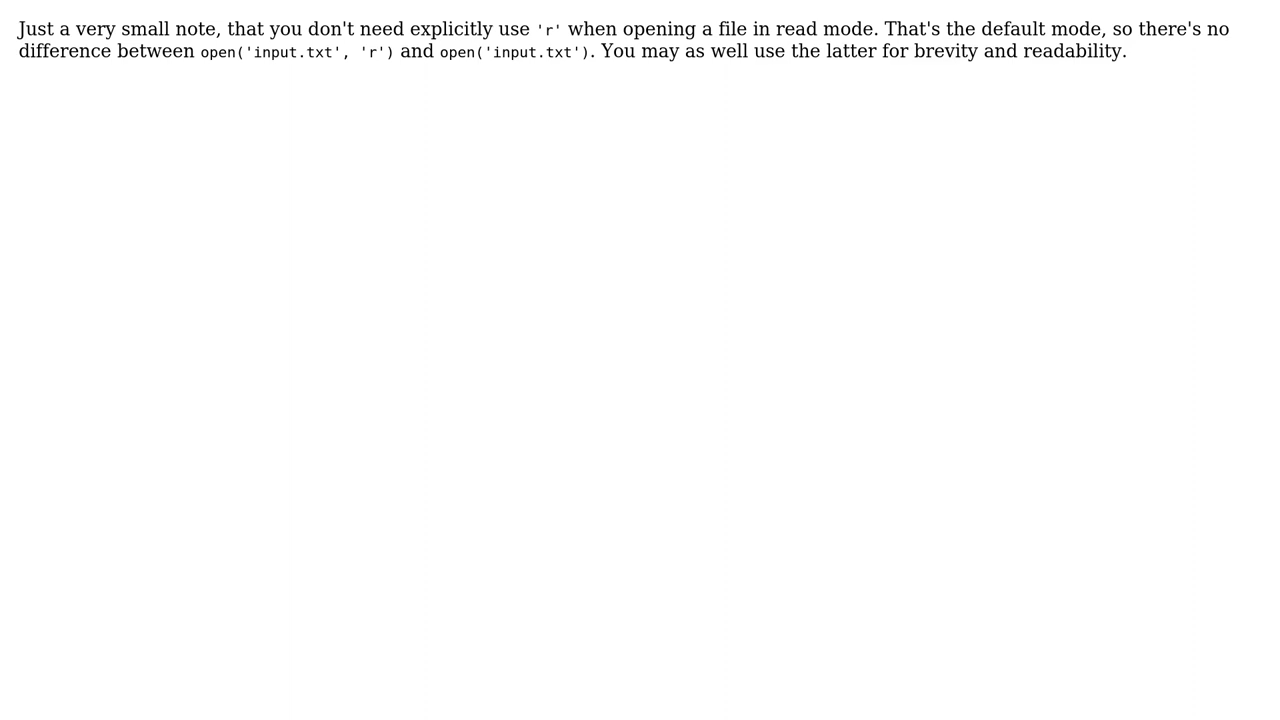 Just a very small note, that you don't need explicitly use 'r' when opening a file in read mode. That's the default mode, so there's no
difference between open('input.txt', 'r') and open('input.txt'). You may as well use the latter for brevity and readability.